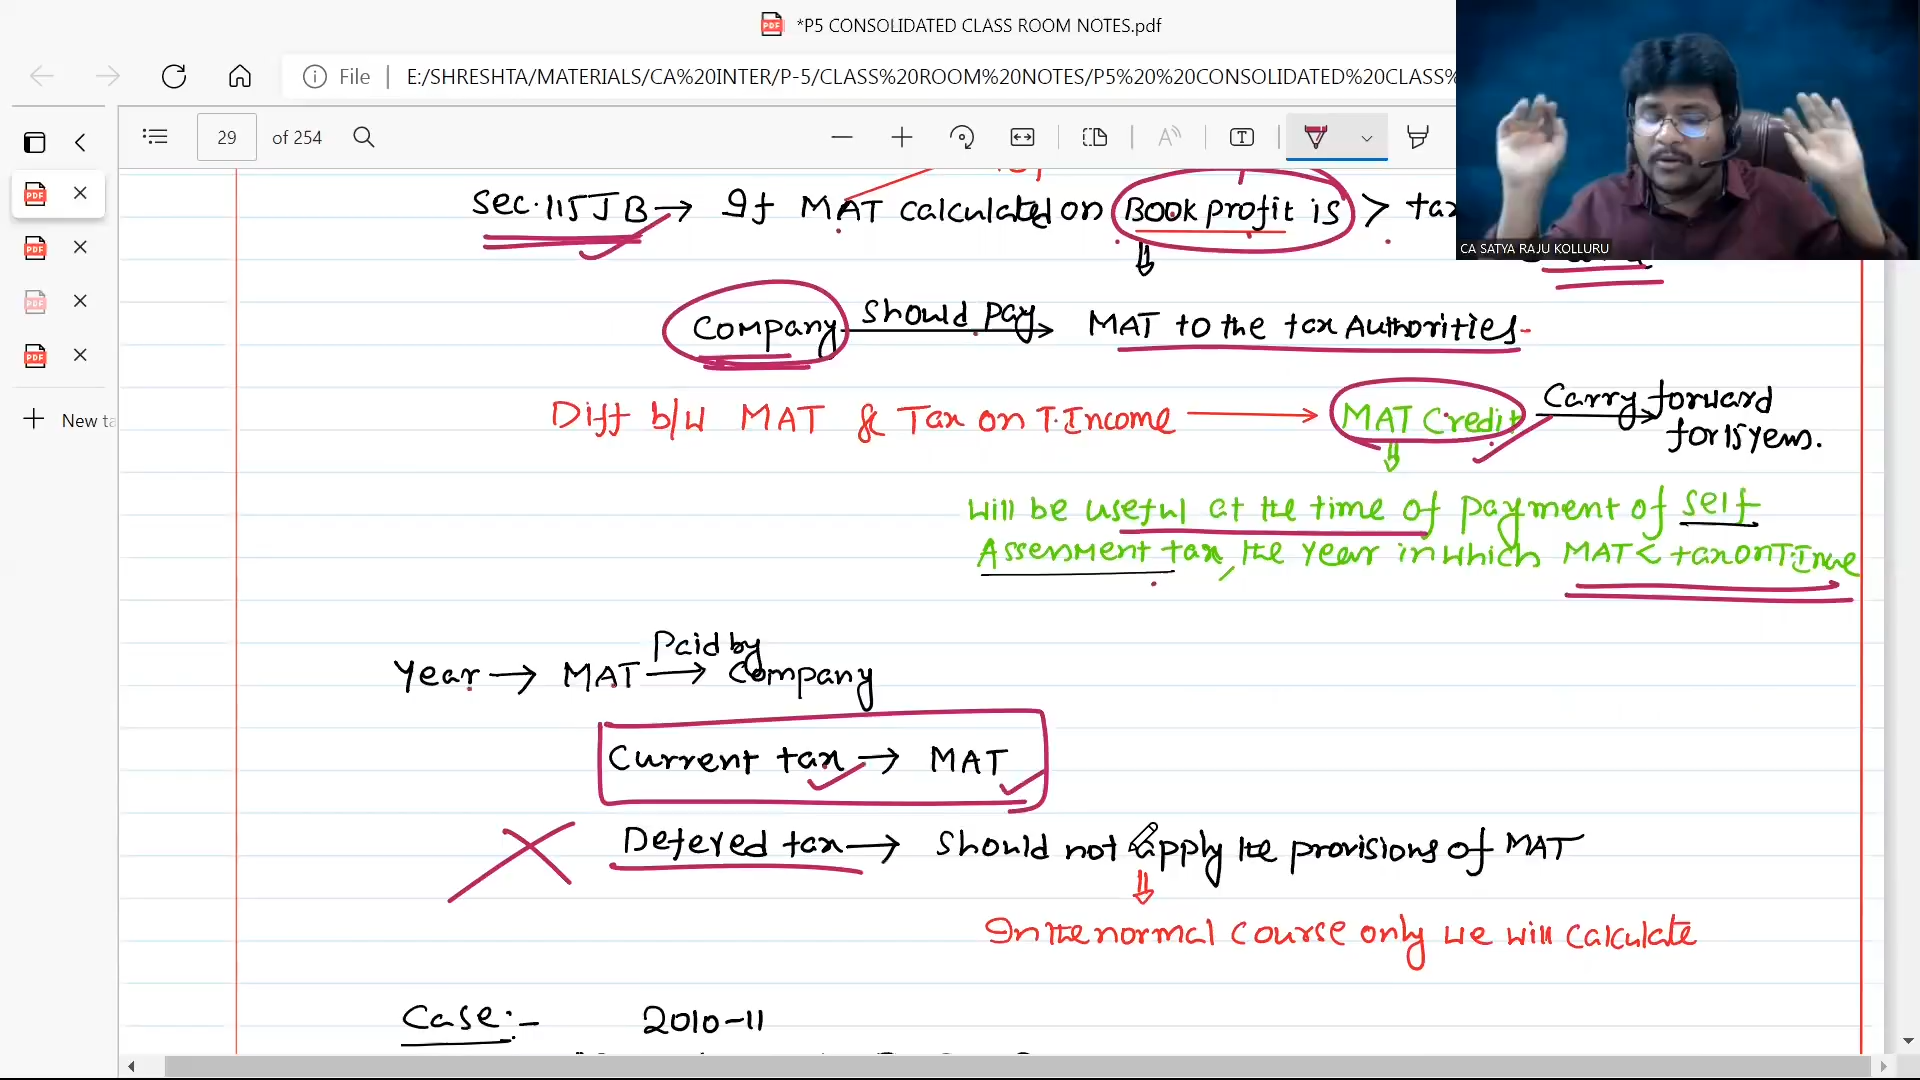 *P5 CONSOLIDATED CLASS ROOM NOTES.pdf
File | E:/SHRESHTA/MATERIALS/CA%20INTER/P-5/CLASS%20ROOM%20NOTES/P5%20%20CONSOLIDATED%20CLASS%
29 of 254
New ta
CA SATYA RAJU KOLLURU
Sec.115JB → If MAT calculated on Book profit is > tax
Company should pay → MAT to the tax Authorities
Diff b/w MAT & Tax on T.Income → MAT Credit → Carry forward
for 15 years.
will be useful at the time of payment of self
Assessment tax, the year in which MAT < tax on T.Income
Paid by
Year → MAT → Company
Current tax → MAT
Defered tax → Should not apply the provisions of MAT
In the normal course only we will calculate
Case:- 2010-11